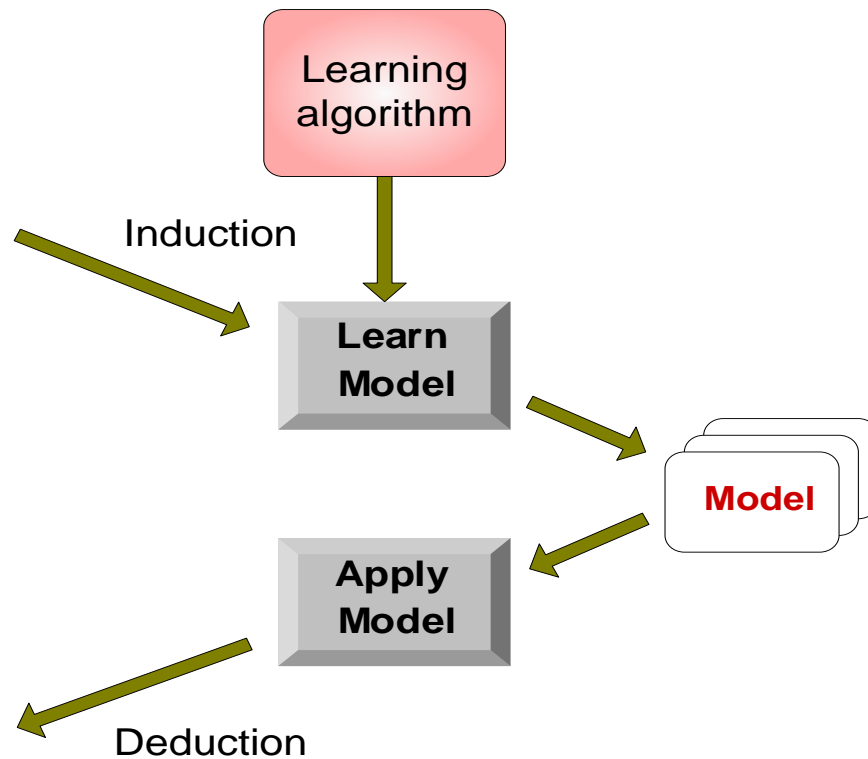 Learning
algorithm
Induction
Learn
Model
Model
Apply
Model
Deduction